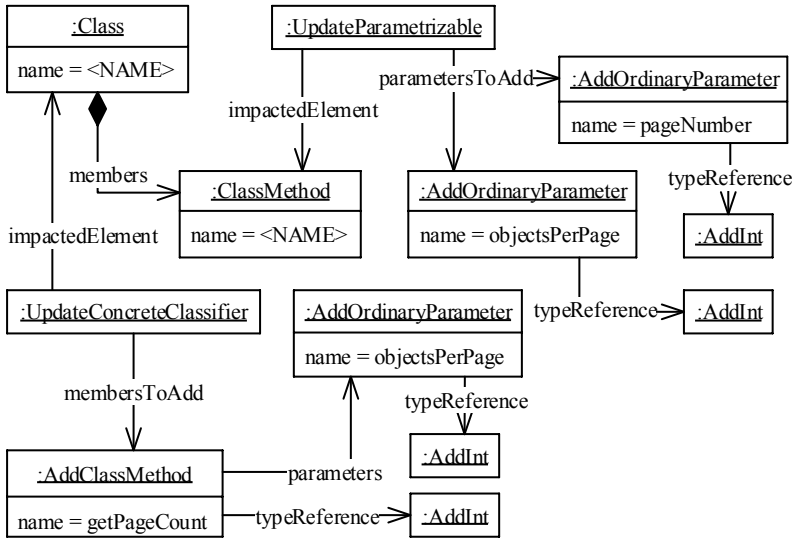 :Class
name = <NAME>
:UpdateParametrizable
parametersToAdd
:AddOrdinaryParameter
name = pageNumber
impactedElement
members
:ClassMethod
name = <NAME>
:AddOrdinaryParameter
name = objectsPerPage
typeReference
:AddInt
impactedElement
:UpdateConcreteClassifier
:AddOrdinaryParameter
name = objectsPerPage
typeReference
:AddInt
membersToAdd
typeReference
:AddInt
:AddClassMethod
name = getPageCount
parameters
typeReference
:AddInt